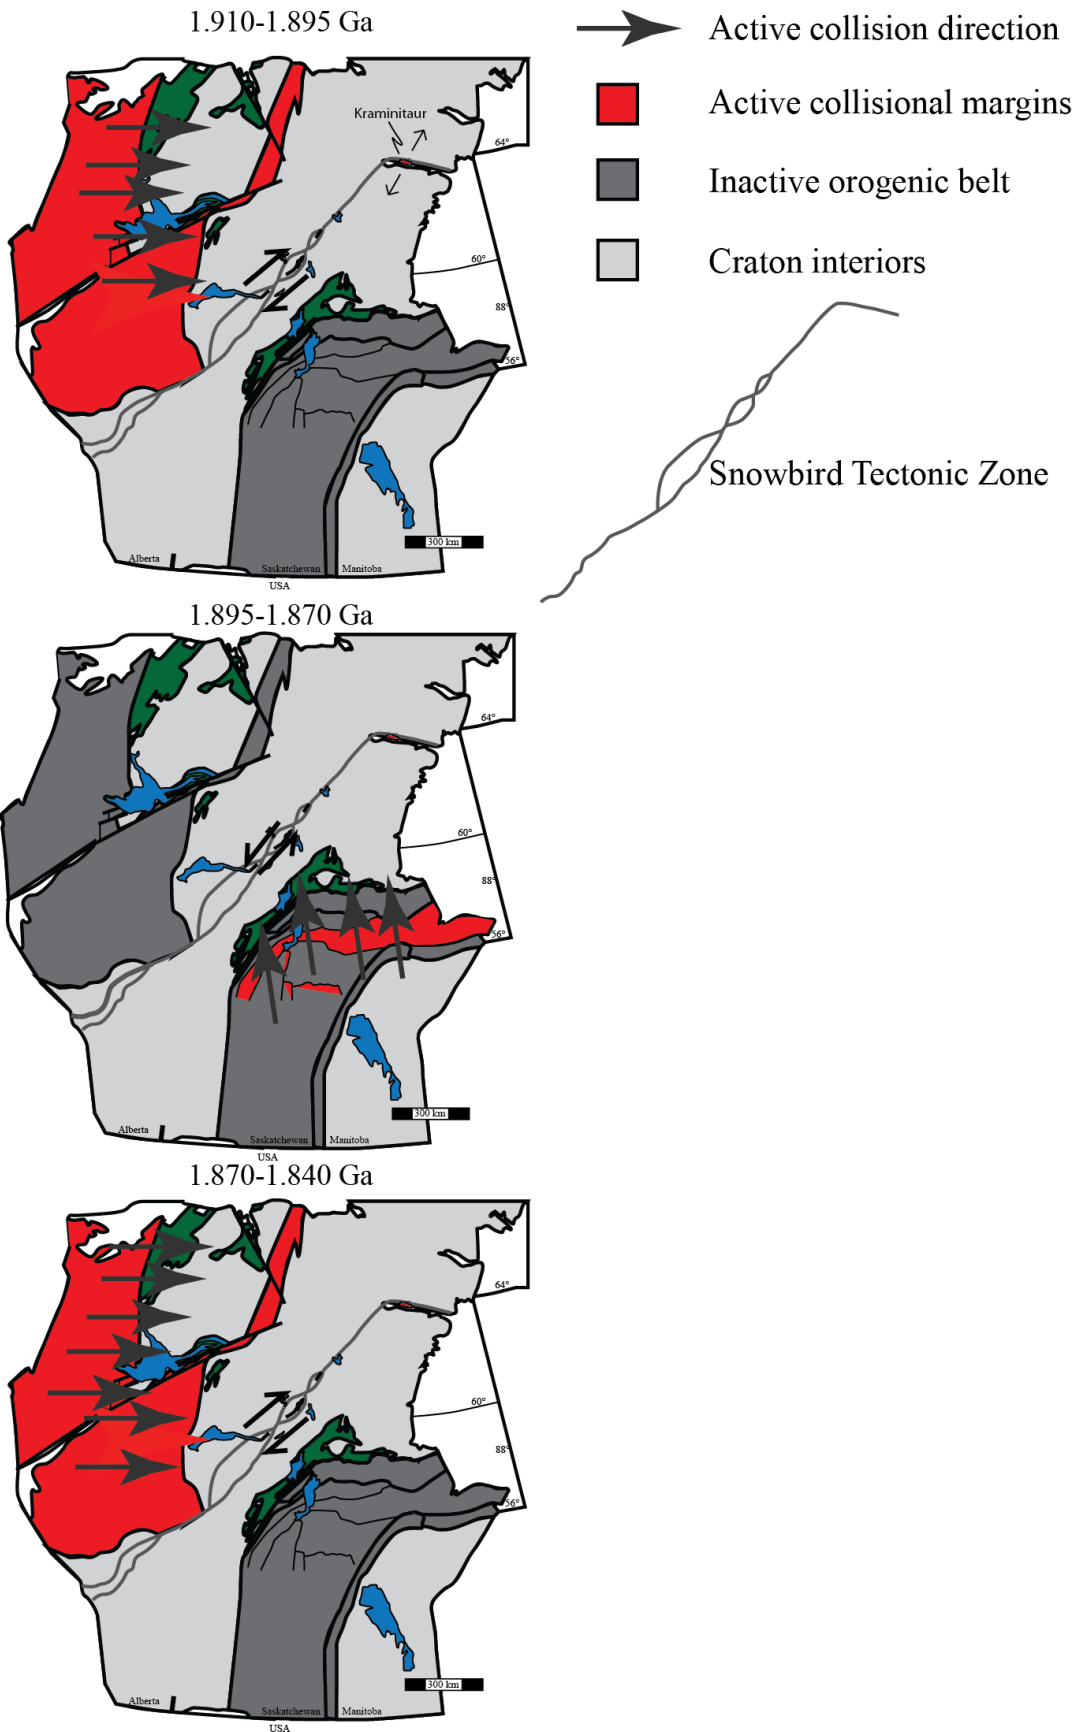 1.910-1.895 Ga
Active collision direction
Active collisional margins
Inactive orogenic belt
Craton interiors
Snowbird Tectonic Zone
Kraminitaur
64°
60°
88°
56°
300 km
Alberta
Saskatchewan
Manitoba
USA
1.895-1.870 Ga
64°
60°
88°
56°
300 km
Alberta
Saskatchewan
Manitoba
USA
1.870-1.840 Ga
64°
60°
88°
56°
300 km
Alberta
Saskatchewan
Manitoba
USA